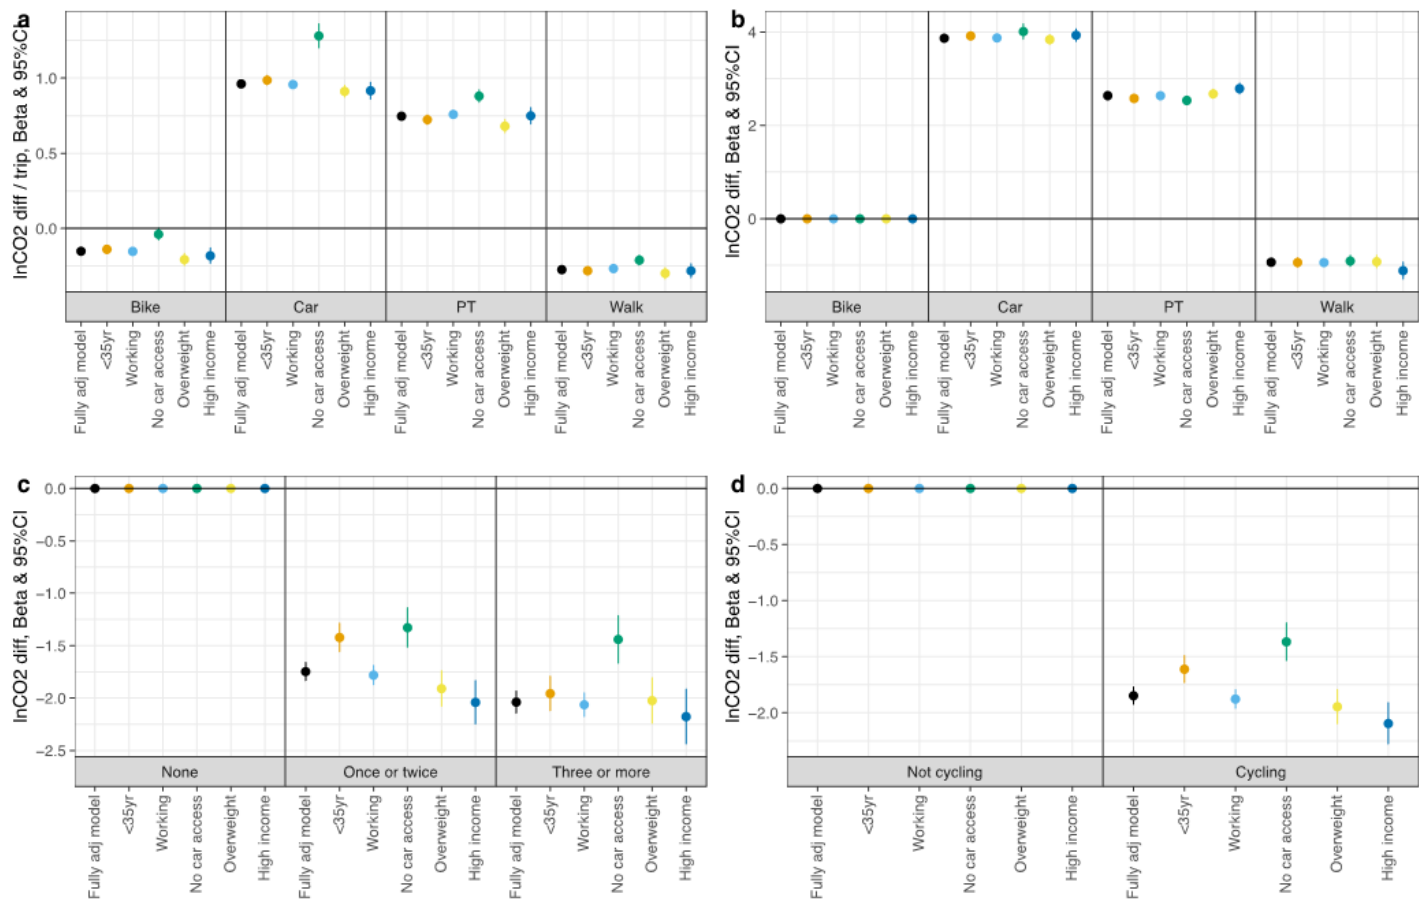 a
lnCO2 diff / trip, Beta & 95%CI
1.0
0.5
0.0
Bike
Car
PT
Walk
Fully adj model
<35yr
Working
No car access
Overweight
High income
Fully adj model
<35yr
Working
No car access
Overweight
High income
Fully adj model
<35yr
Working
No car access
Overweight
High income
Fully adj model
<35yr
Working
No car access
Overweight
High income
b
lnCO2 diff, Beta & 95%CI
4
2
0
Bike
Car
PT
Walk
Fully adj model
<35yr
Working
No car access
Overweight
High income
Fully adj model
<35yr
Working
No car access
Overweight
High income
Fully adj model
<35yr
Working
No car access
Overweight
High income
Fully adj model
<35yr
Working
No car access
Overweight
High income
c
lnCO2 diff, Beta & 95%CI
0.0
−0.5
−1.0
−1.5
−2.0
−2.5
None
Once or twice
Three or more
Fully adj model
<35yr
Working
No car access
Overweight
High income
Fully adj model
<35yr
Working
No car access
Overweight
High income
Fully adj model
<35yr
Working
No car access
Overweight
High income
d
lnCO2 diff, Beta & 95%CI
0.0
−0.5
−1.0
−1.5
−2.0
Not cycling
Cycling
Fully adj model
<35yr
Working
No car access
Overweight
High income
Fully adj model
<35yr
Working
No car access
Overweight
High income